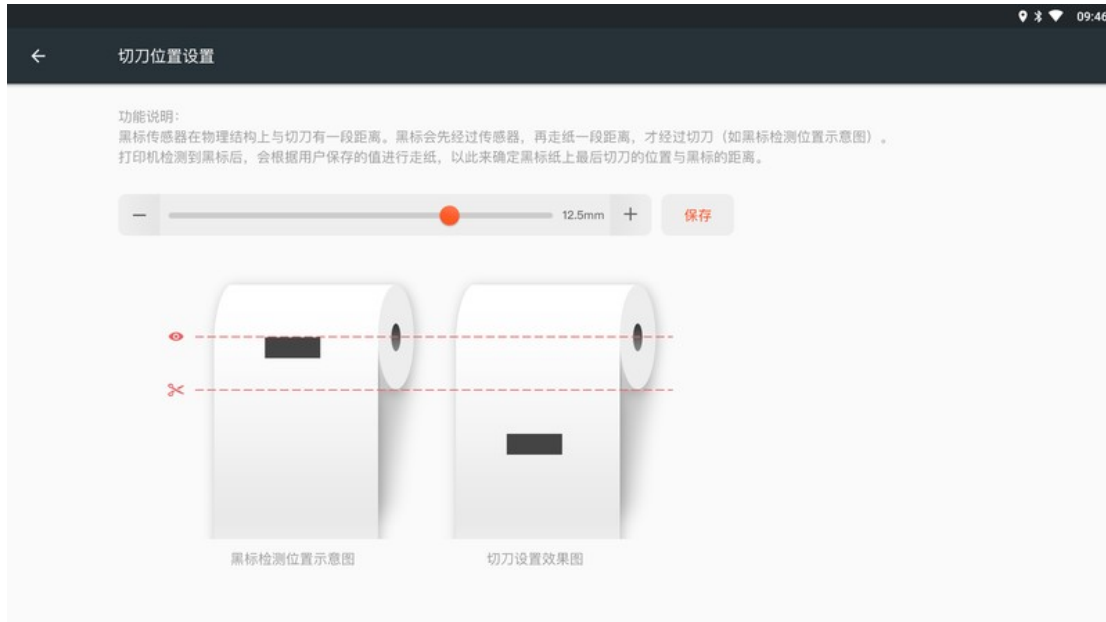 09:46
切刀位置设置
功能说明：
黑标传感器在物理结构上与切刀有一段距离。黑标会先经过传感器，再走纸一段距离，才经过切刀（如黑标检测位置示意图）。
打印机检测到黑标后，会根据用户保存的值进行走纸，以此来确定黑标纸上最后切刀的位置与黑标的距离。
12.5mm
保存
黑标检测位置示意图
切刀设置效果图